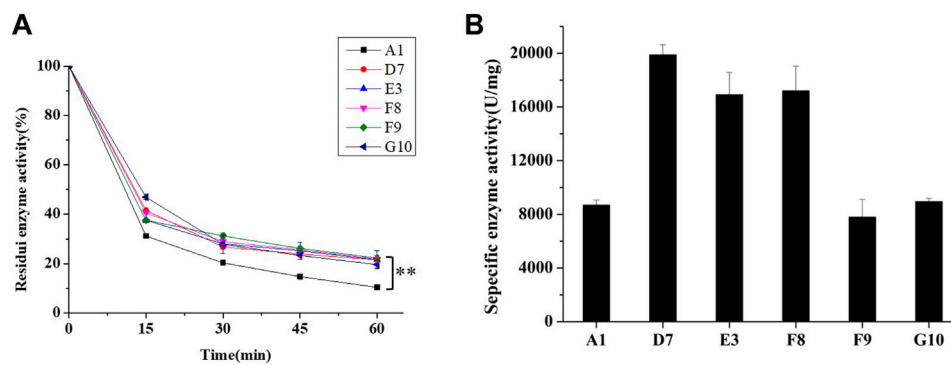 A
A1
D7
E3
F8
F9
G10
Residui enzyme activity(%)
100
80
60
40
20
0
**
0 15 30 45 60
Time(min)
B
Sepecific enzyme activity(U/mg)
20000
16000
12000
8000
4000
0
A1 D7 E3 F8 F9 G10